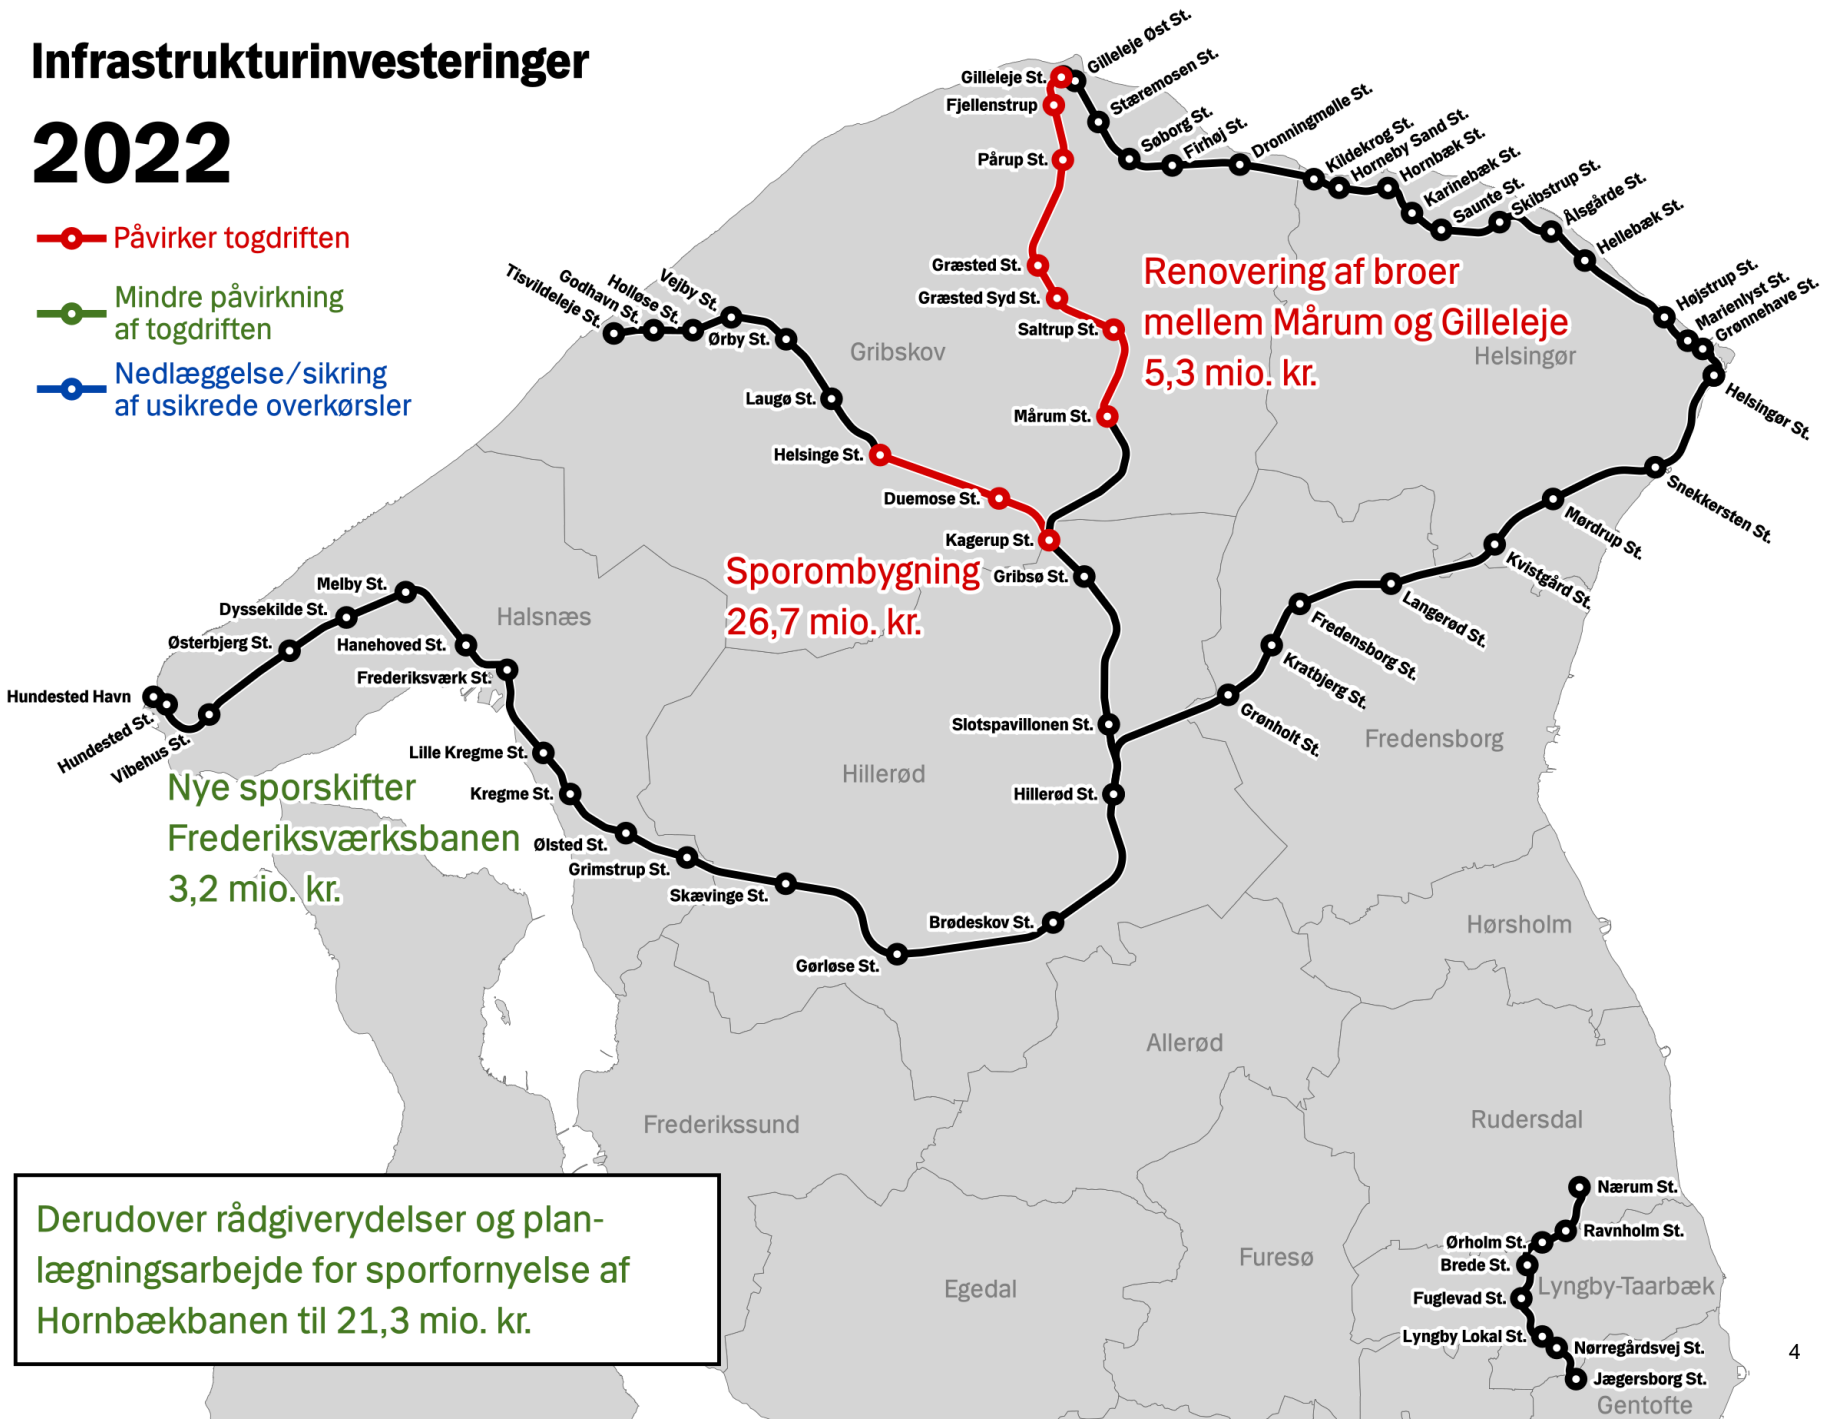 Infrastrukturinvesteringer
2022
Påvirker togdriften
Mindre påvirkning
af togdriften
Nedlæggelse/sikring
af usikrede overkørsler
Gilleleje St.
Gilleleje Øst St.
Fjellenstrup
Stæremosen St.
Pårup St.
Søborg St.
Firhøj St.
Dronningmølle St.
Kildekrog St.
Horneby Sand St.
Hornbæk St.
Karinebæk St.
Saunte St.
Skibstrup St.
Ålsgårde St.
Hellebæk St.
Højstrup St.
Marienlyst St.
Grønnehave St.
Helsingør St.
Snekkersten St.
Mørdrup St.
Kvistgård St.
Langerød St.
Fredensborg St.
Kratbjerg St.
Grønholt St.
Græsted St.
Græsted Syd St.
Saltrup St.
Mårum St.
Renovering af broer
mellem Mårum og Gilleleje
5,3 mio. kr.
Helsingør
Gribskov
Tisvildeleje St.
Godhavn St.
Holløse St.
Vejby St.
Ørby St.
Laugø St.
Helsinge St.
Duemose St.
Kagerup St.
Gribsø St.
Sporombygning
26,7 mio. kr.
Slotspavillonen St.
Hillerød St.
Hillerød
Fredensborg
Halsnæs
Melby St.
Dyssekilde St.
Østerbjerg St.
Hanehoved St.
Frederiksværk St.
Hundested Havn
Hundested St.
Vibehus St.
Lille Kregme St.
Kregme St.
Ølsted St.
Grimstrup St.
Skævinge St.
Gørløse St.
Brødeskov St.
Nye sporskifter
Frederiksværksbanen
3,2 mio. kr.
Hørsholm
Allerød
Frederikssund
Rudersdal
Egedal
Furesø
Derudover rådgiverydelser og plan-
lægningsarbejde for sporfornyelse af
Hornbækbanen til 21,3 mio. kr.
Nærum St.
Ravnholm St.
Ørholm St.
Brede St.
Lyngby-Taarbæk
Fuglevad St.
Lyngby Lokal St.
Nørregårdsvej St.
Jægersborg St.
Gentofte
4